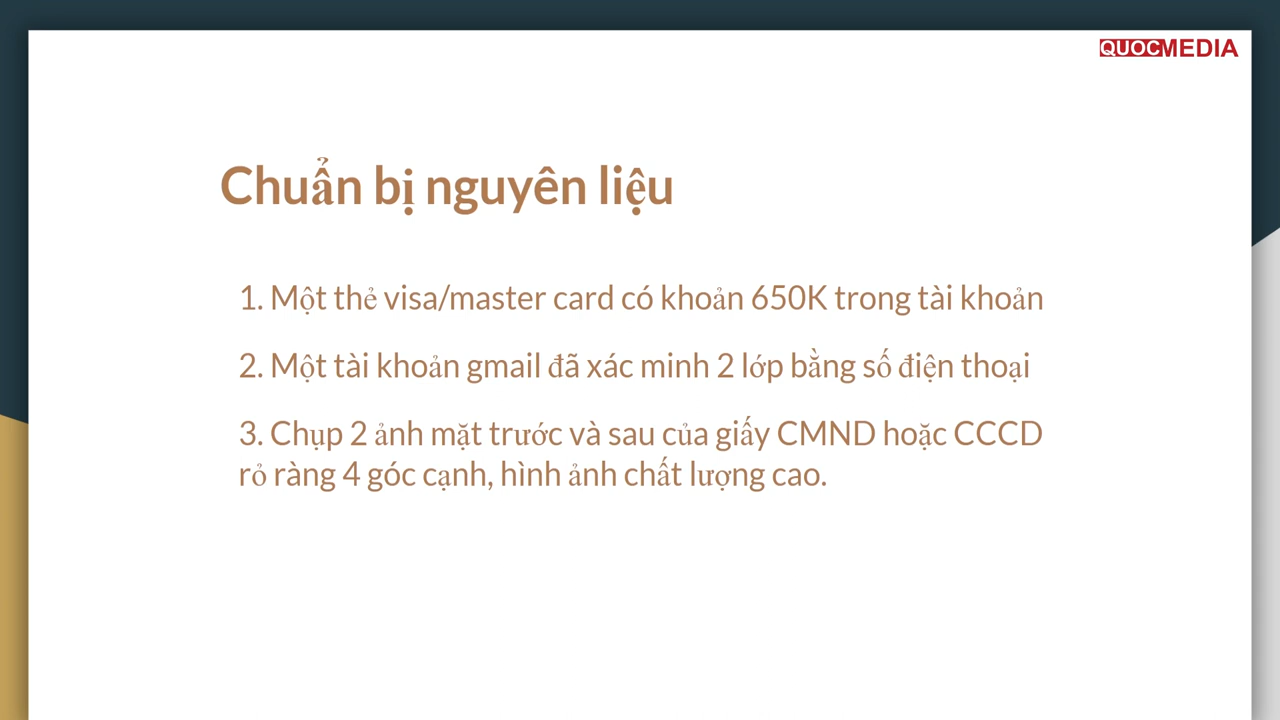 QUOCMEDIA
Chuẩn bị nguyên liệu
1. Một thẻ visa/master card có khoản 650K trong tài khoản
2. Một tài khoản gmail đã xác minh 2 lớp bằng số điện thoại
3. Chụp 2 ảnh mặt trước và sau của giấy CMND hoặc CCCD
rỏ ràng 4 góc cạnh, hình ảnh chất lượng cao.